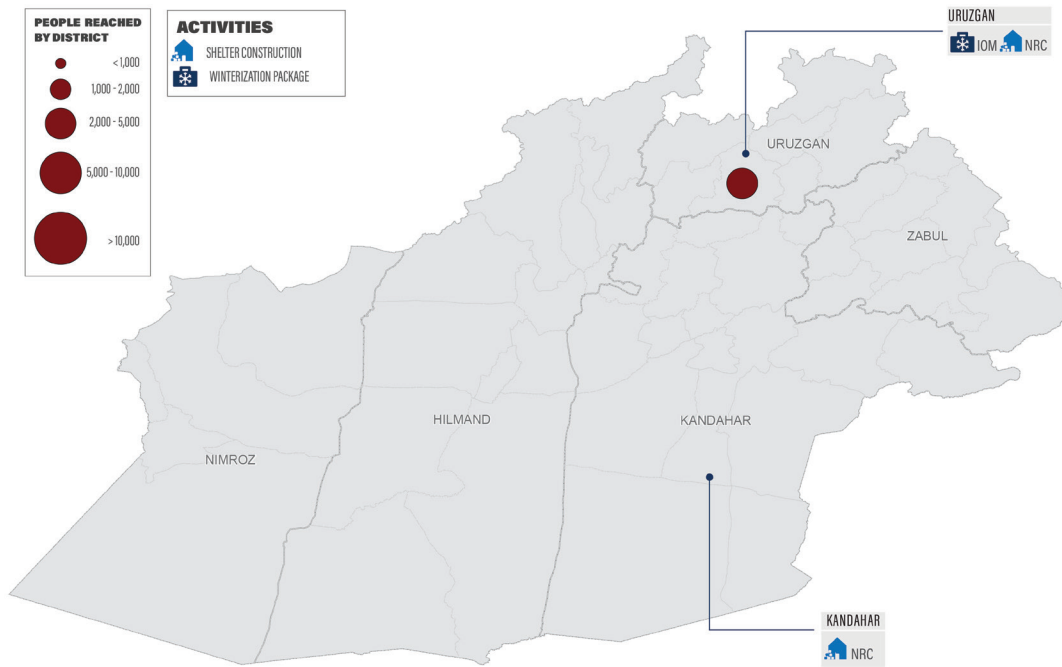 PEOPLE REACHED
BY DISTRICT
< 1,000
1,000 - 2,000
2,000 - 5,000
5,000 - 10,000
> 10,000
ACTIVITIES
SHELTER CONSTRUCTION
WINTERIZATION PACKAGE
URUZGAN
IOM NRC
URUZGAN
ZABUL
HILMAND
KANDAHAR
NIMROZ
KANDAHAR
NRC